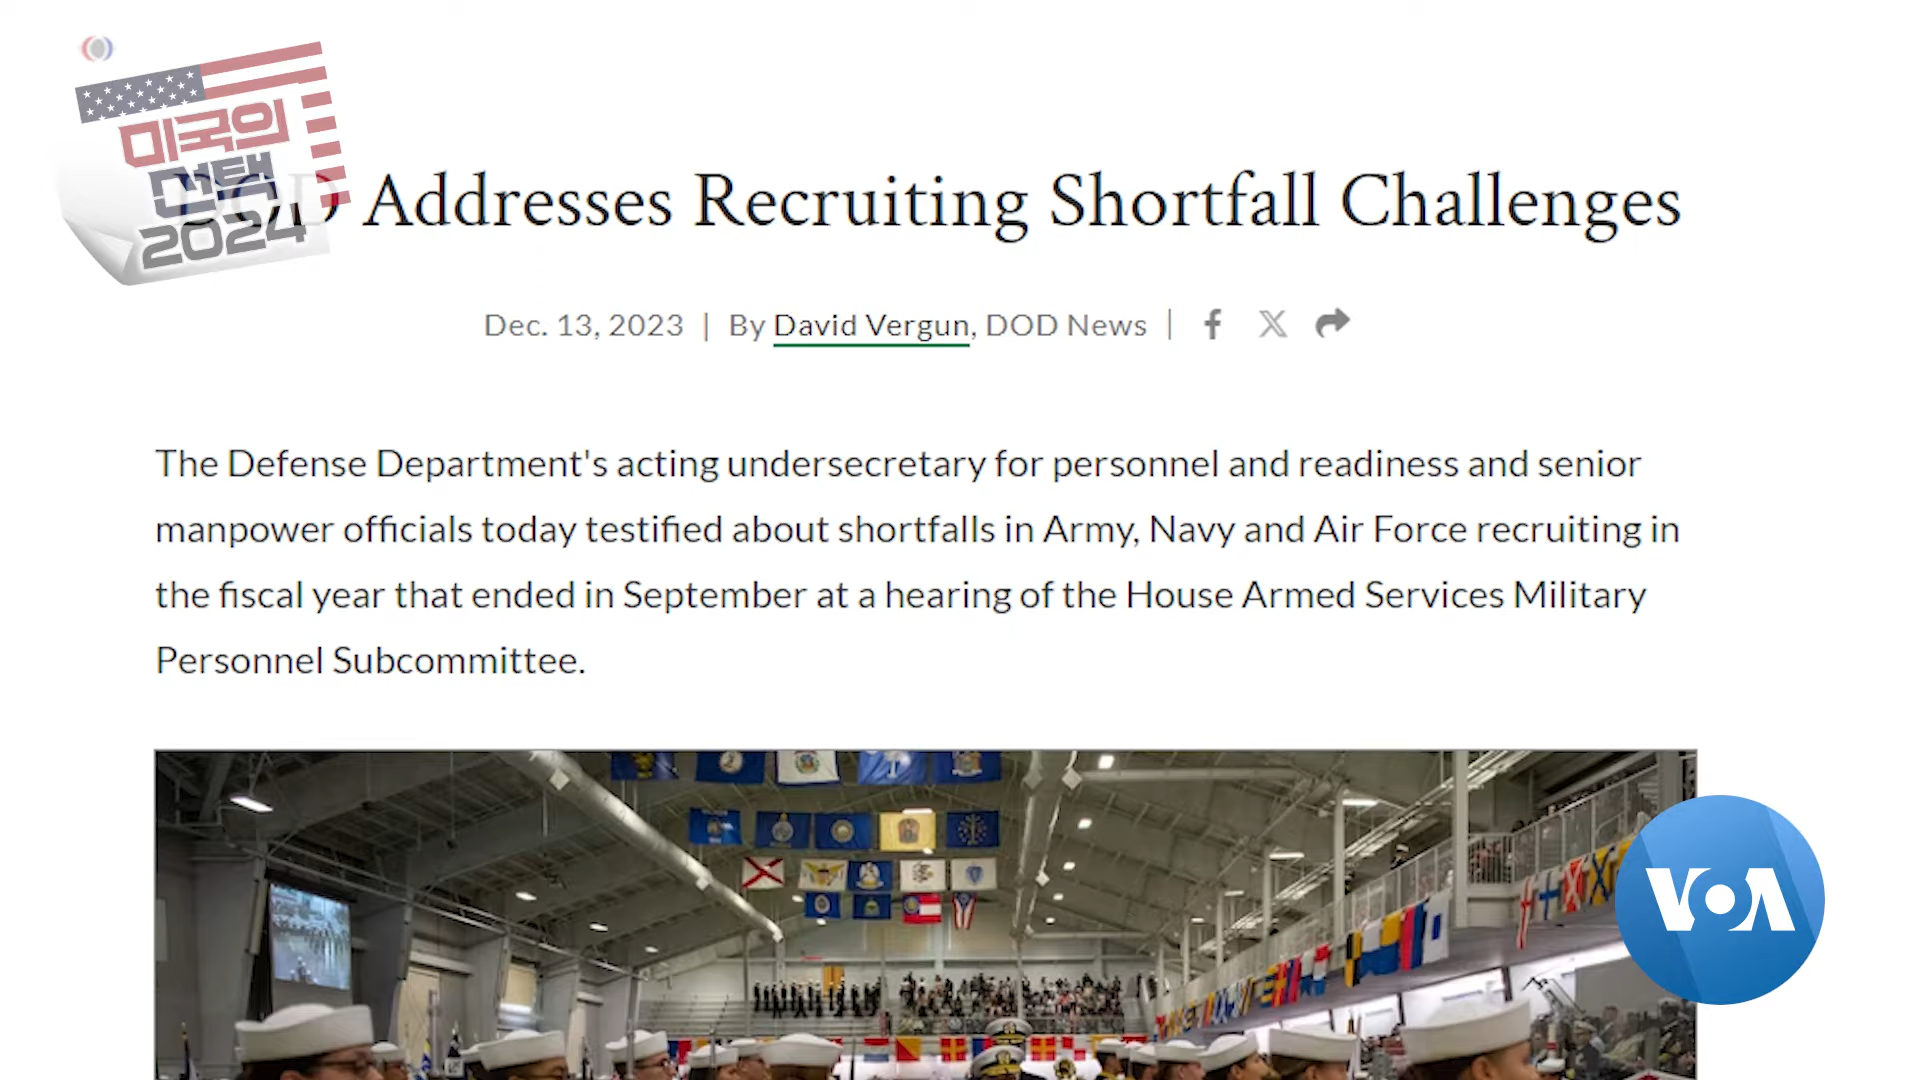 미국의
선택
2024
DOD Addresses Recruiting Shortfall Challenges
Dec. 13, 2023 | By David Vergun, DOD News |
The Defense Department's acting undersecretary for personnel and readiness and senior
manpower officials today testified about shortfalls in Army, Navy and Air Force recruiting in
the fiscal year that ended in September at a hearing of the House Armed Services Military
Personnel Subcommittee.
VOA